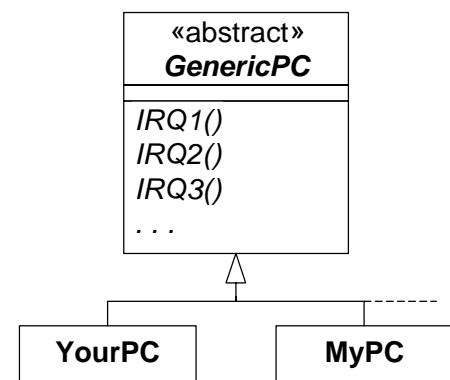 «abstract»
GenericPC
IRQ1()
IRQ2()
IRQ3()
. . .
YourPC
MyPC